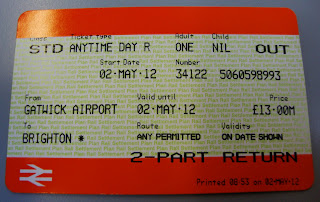 Class Ticket type Adult Child
STD ANYTIME DAY R ONE NIL OUT
Start Date Number
02·MAY·12 34122 5060598993
From Valid until Price
GATWICK AIRPORT 02·MAY·12 £13.00M
To Route Validity
BRIGHTON * ANY PERMITTED ON DATE SHOWN
2-PART RETURN
Printed 08:53 on 02·MAY·12